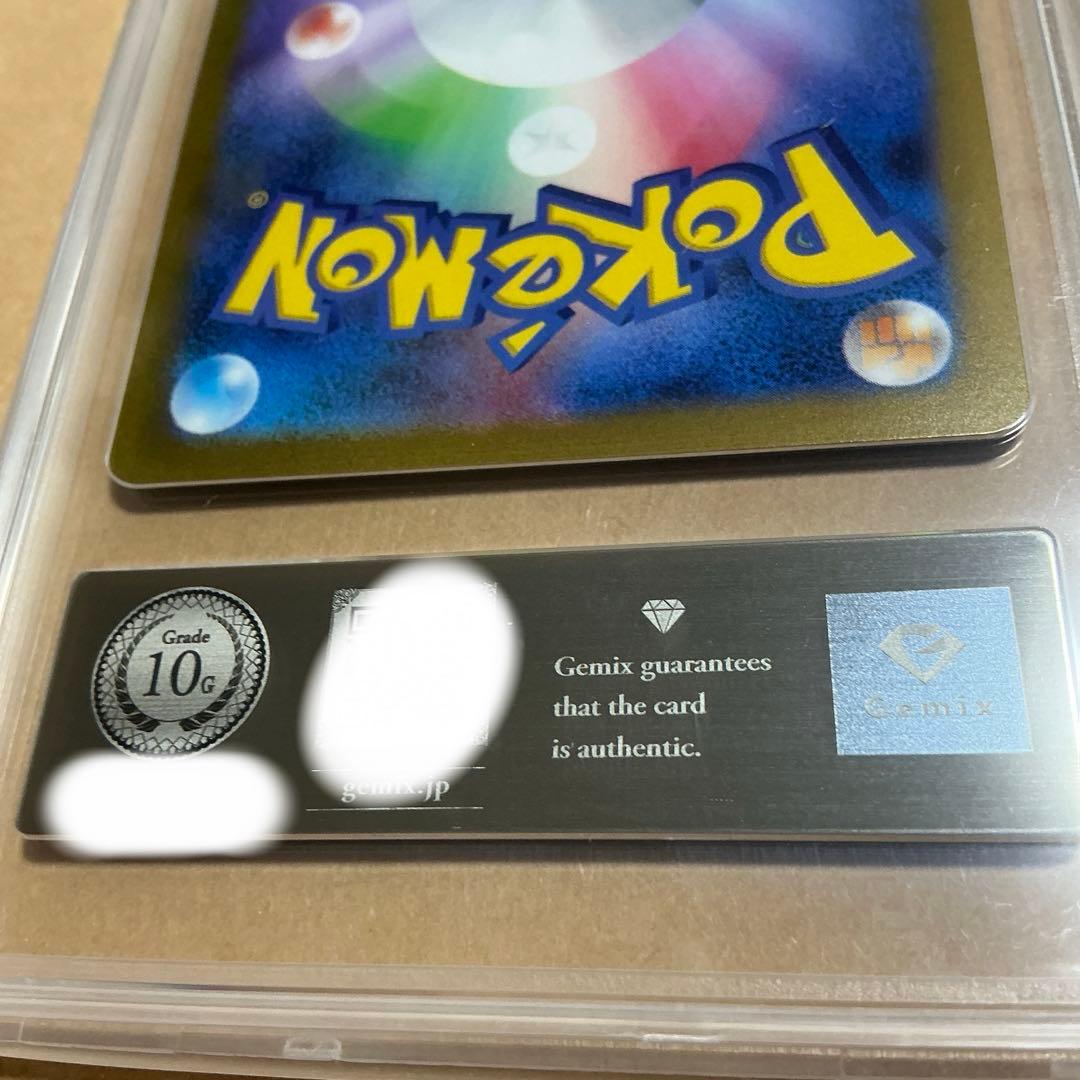 POKéMON
®
Grade
10G
gemix.jp
Gemix guarantees
that the card
is authentic.
Gemix